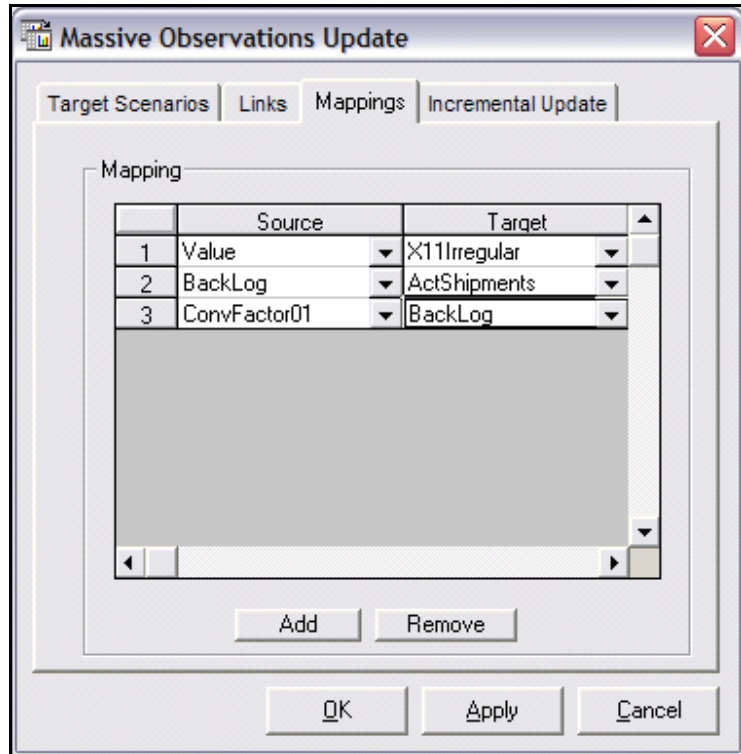 Massive Observations Update
Target Scenarios Links Mappings Incremental Update
Mapping
Source Target
1 Value X11Irregular
2 BackLog ActShipments
3 ConvFactor01 BackLog
Add Remove
OK Apply Cancel